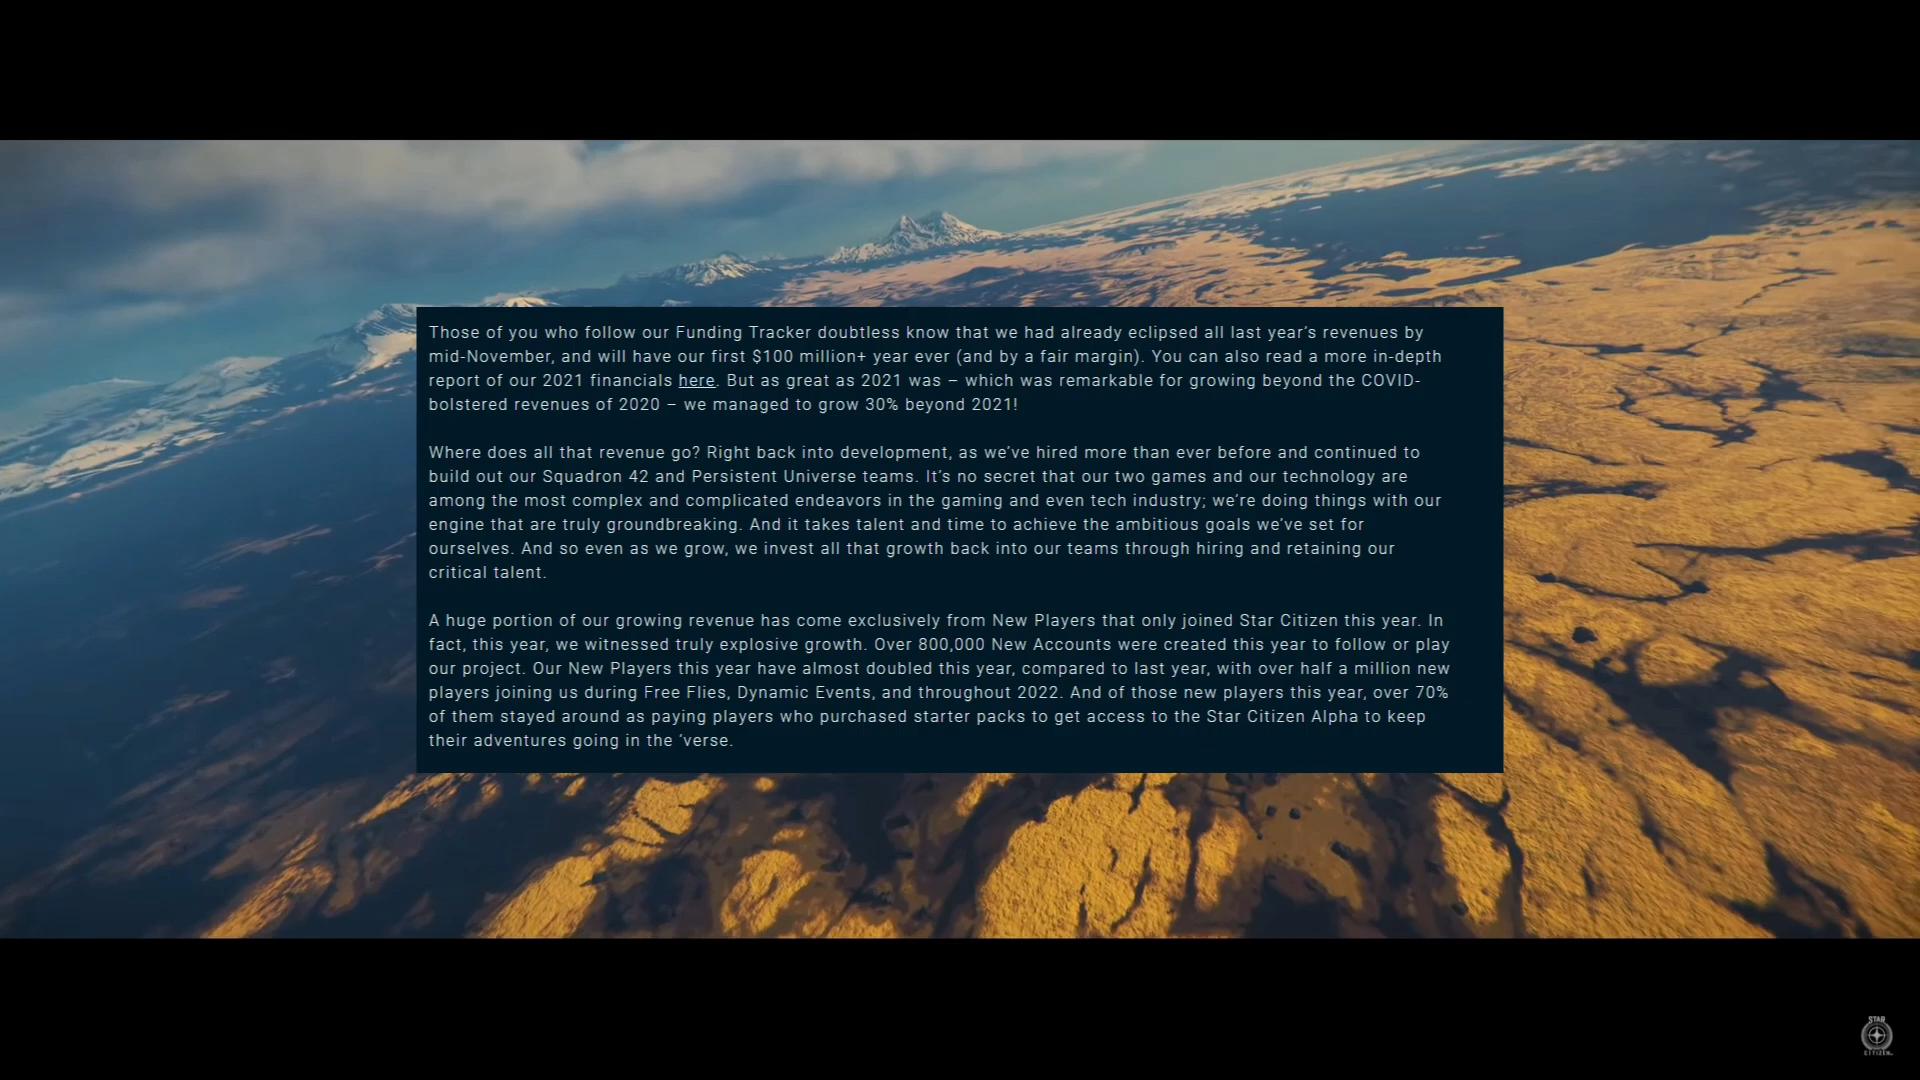 Those of you who follow our Funding Tracker doubtless know that we had already eclipsed all last year’s revenues by
mid-November, and will have our first $100 million+ year ever (and by a fair margin). You can also read a more in-depth
report of our 2021 financials here. But as great as 2021 was – which was remarkable for growing beyond the COVID-
bolstered revenues of 2020 – we managed to grow 30% beyond 2021!
Where does all that revenue go? Right back into development, as we’ve hired more than ever before and continued to
build out our Squadron 42 and Persistent Universe teams. It’s no secret that our two games and our technology are
among the most complex and complicated endeavors in the gaming and even tech industry; we’re doing things with our
engine that are truly groundbreaking. And it takes talent and time to achieve the ambitious goals we’ve set for
ourselves. And so even as we grow, we invest all that growth back into our teams through hiring and retaining our
critical talent.
A huge portion of our growing revenue has come exclusively from New Players that only joined Star Citizen this year. In
fact, this year, we witnessed truly explosive growth. Over 800,000 New Accounts were created this year to follow or play
our project. Our New Players this year have almost doubled this year, compared to last year, with over half a million new
players joining us during Free Flies, Dynamic Events, and throughout 2022. And of those new players this year, over 70%
of them stayed around as paying players who purchased starter packs to get access to the Star Citizen Alpha to keep
their adventures going in the ‘verse.
STAR
CITIZEN